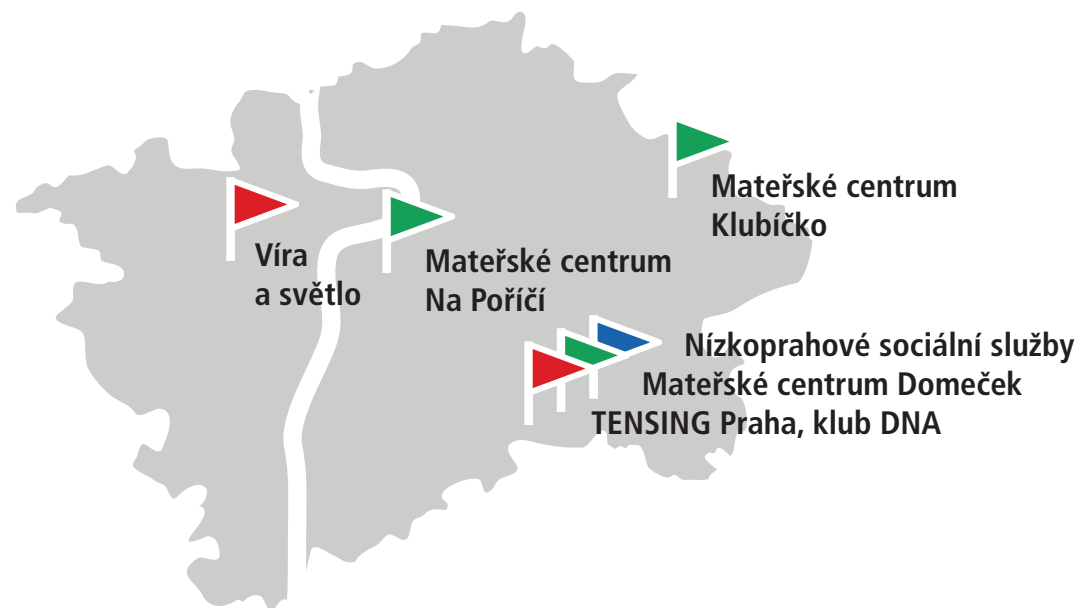 Mateřské centrum
Klubíčko
Víra
a světlo
Mateřské centrum
Na Poříčí
Nízkoprahové sociální služby
Mateřské centrum Domeček
TENSING Praha, klub DNA